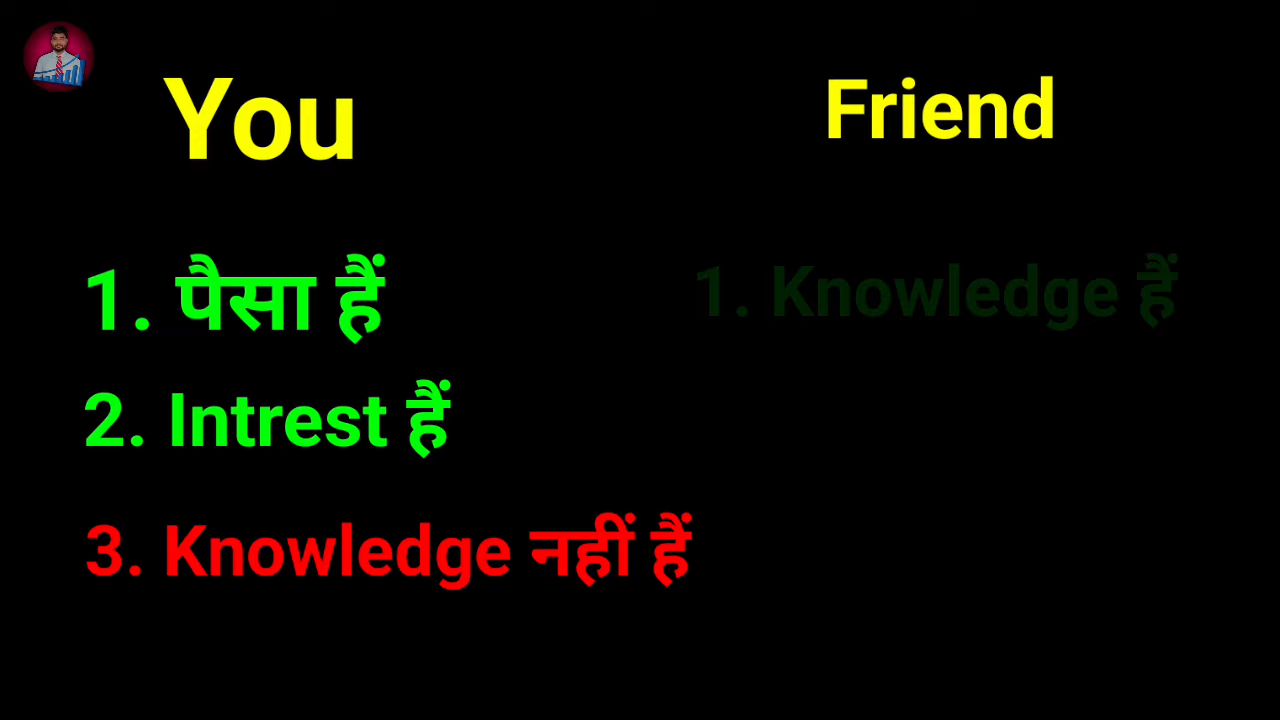 You
Friend
1. पैसा हैं
1. Knowledge हैं
2. Intrest हैं
3. Knowledge नहीं हैं